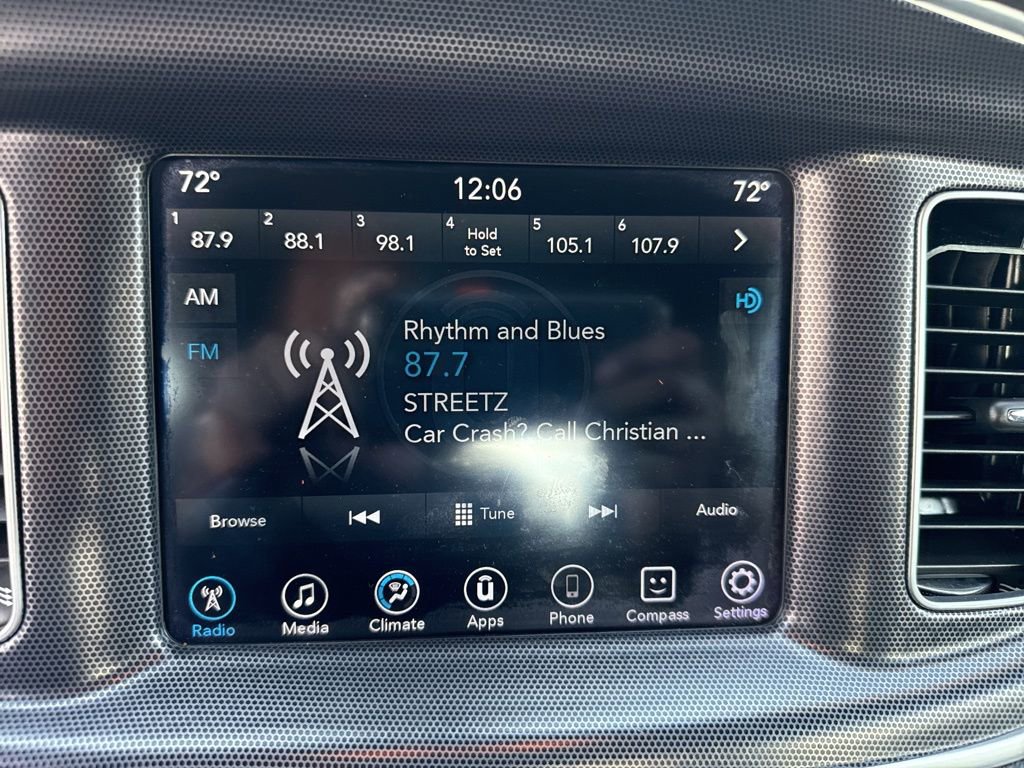 72° 12:06 72°
1 87.9 2 88.1 3 98.1 4 Hold to Set 5 105.1 6 107.9
AM HD
FM
Rhythm and Blues
87.7
STREETZ
Car Crash? Call Christian ...
Browse Tune Audio
Radio Media Climate Apps Phone Compass Settings